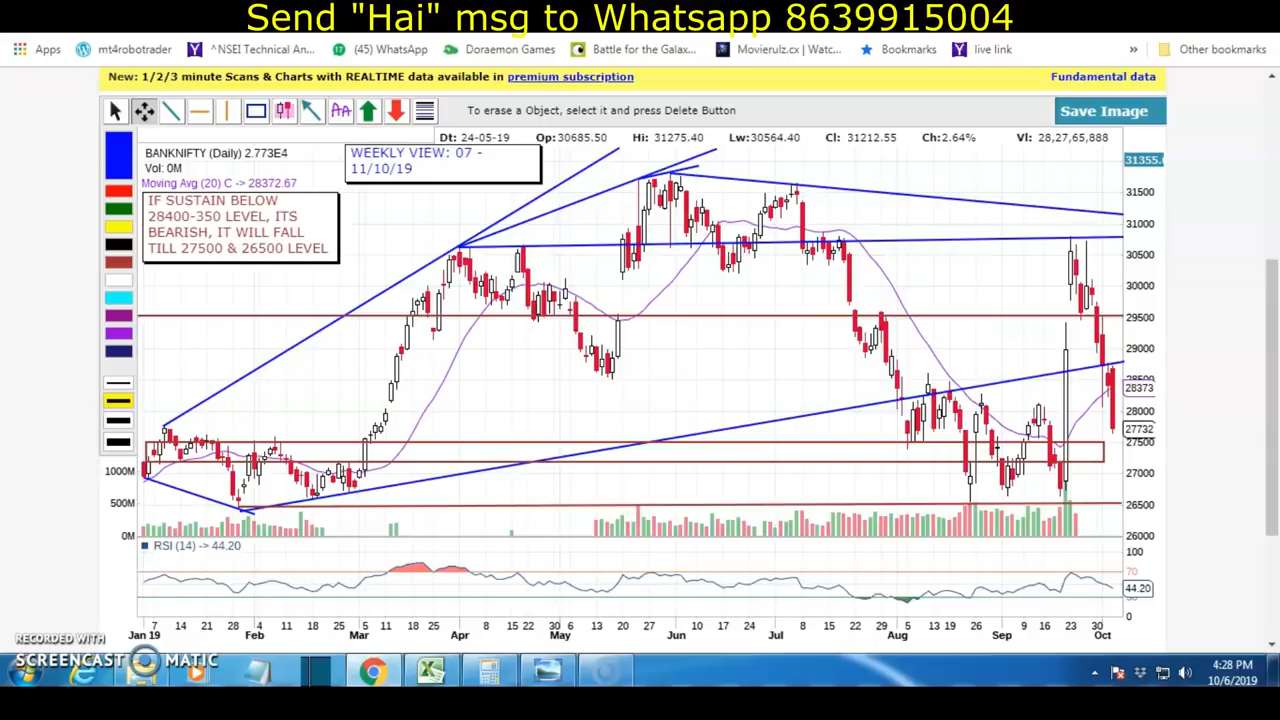 Send "Hai" msg to Whatsapp 8639915004
Apps mt4robotrader ^NSEI Technical An... (45) WhatsApp Doraemon Games Battle for the Galax... Movierulz.cx | Watc... Bookmarks live link » Other bookmarks
New: 1/2/3 minute Scans & Charts with REALTIME data available in premium subscription Fundamental data
To erase a Object, select it and press Delete Button Save Image
Dt: 24-05-19 Op:30685.50 Hi: 31275.40 Lw:30564.40 Cl: 31212.55 Ch:2.64% Vl: 28,27,65,888
BANKNIFTY (Daily) 2.773E4
Vol: 0M
Moving Avg (20) C -> 28372.67
WEEKLY VIEW: 07 -
11/10/19
IF SUSTAIN BELOW
28400-350 LEVEL, ITS
BEARISH, IT WILL FALL
TILL 27500 & 26500 LEVEL
31355.
31500
31000
30500
30000
29500
29000
28373
28000
27732
27500
27000
26500
26000
1000M
500M
0M
RSI (14) -> 44.20
100
70
44.20
0
7 14 21 28 4 11 18 25 5 11 18 25 8 15 22 30 6 13 20 27 10 17 24 8 15 22 29 13 19 26 9 16 23 30
Jan 19 Feb Mar Apr May Jun Jul Aug Sep Oct
RECORDED WITH
SCREENCAST MATIC
4:28 PM
10/6/2019